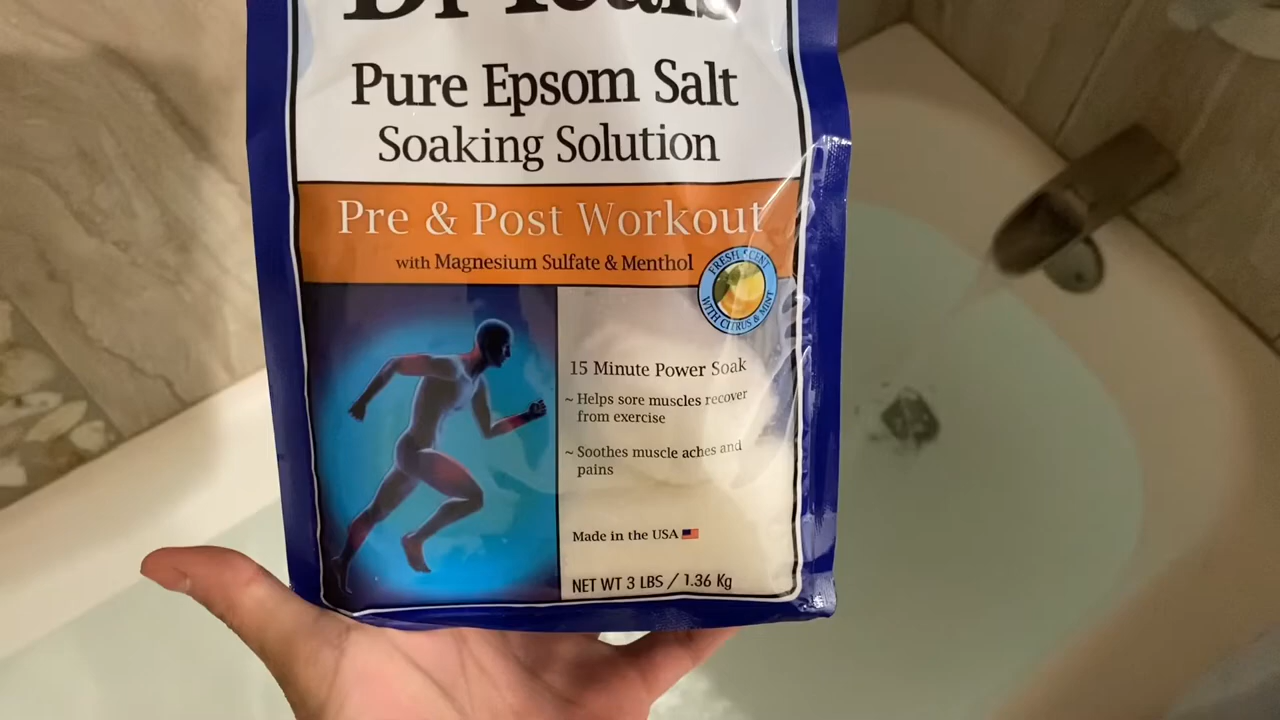 Dr Teal's
Pure Epsom Salt
Soaking Solution
Pre & Post Workout
with Magnesium Sulfate & Menthol
FRESH SCENT
WITH CITRUS & MINT
15 Minute Power Soak
~ Helps sore muscles recover
from exercise
~ Soothes muscle aches and
pains
Made in the USA
NET WT 3 LBS / 1.36 Kg